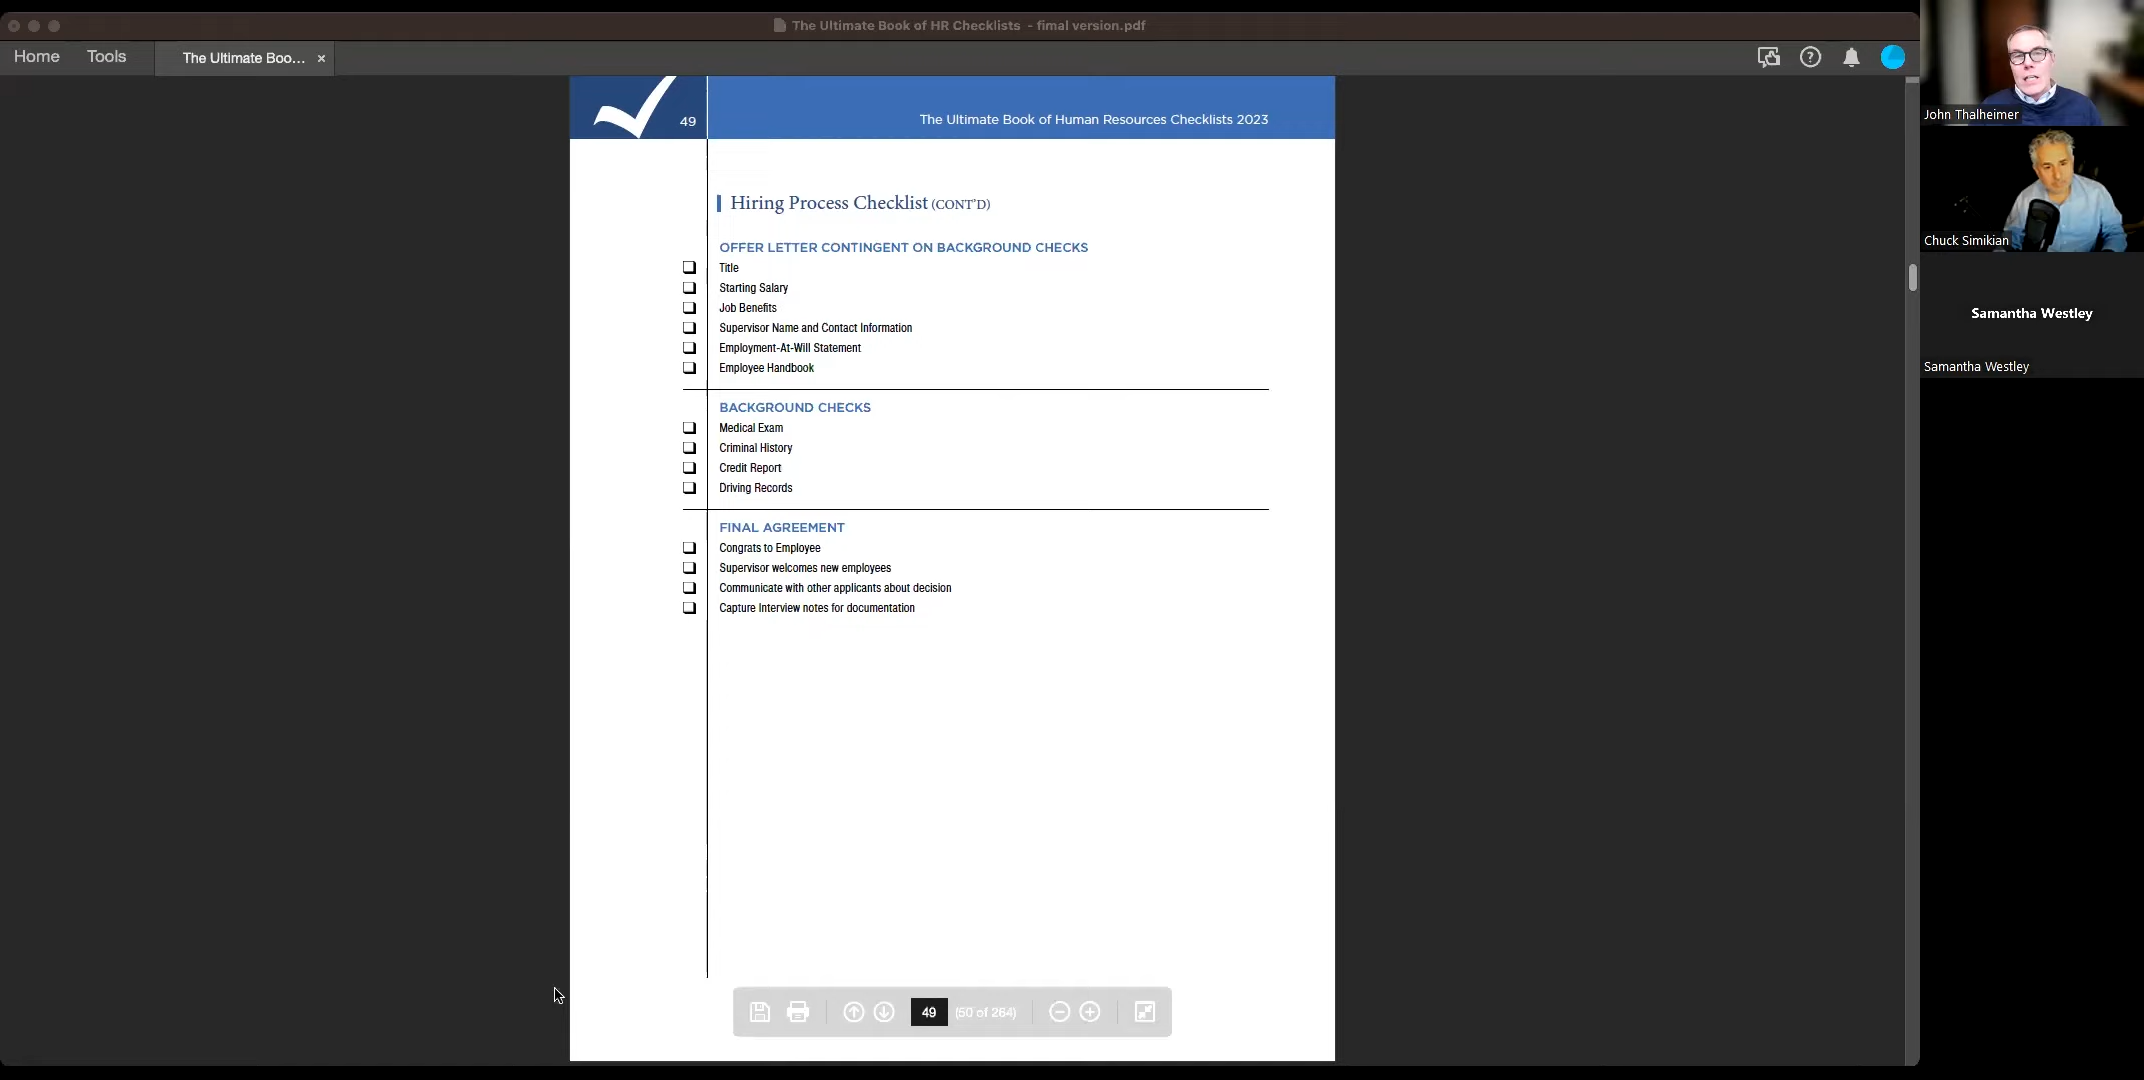 The Ultimate Book of HR Checklists - final version.pdf
Home
Tools
The Ultimate Boo...
49
The Ultimate Book of Human Resources Checklists 2023
Hiring Process Checklist (CONT'D)
OFFER LETTER CONTINGENT ON BACKGROUND CHECKS
Title
Starting Salary
Job Benefits
Supervisor Name and Contact Information
Employment-At-Will Statement
Employee Handbook
BACKGROUND CHECKS
Medical Exam
Criminal History
Credit Report
Driving Records
FINAL AGREEMENT
Congrats to Employee
Supervisor welcomes new employees
Communicate with other applicants about decision
Capture Interview notes for documentation
49 (50 of 264)
John Thalheimer
Chuck Simikian
Samantha Westley
Samantha Westley